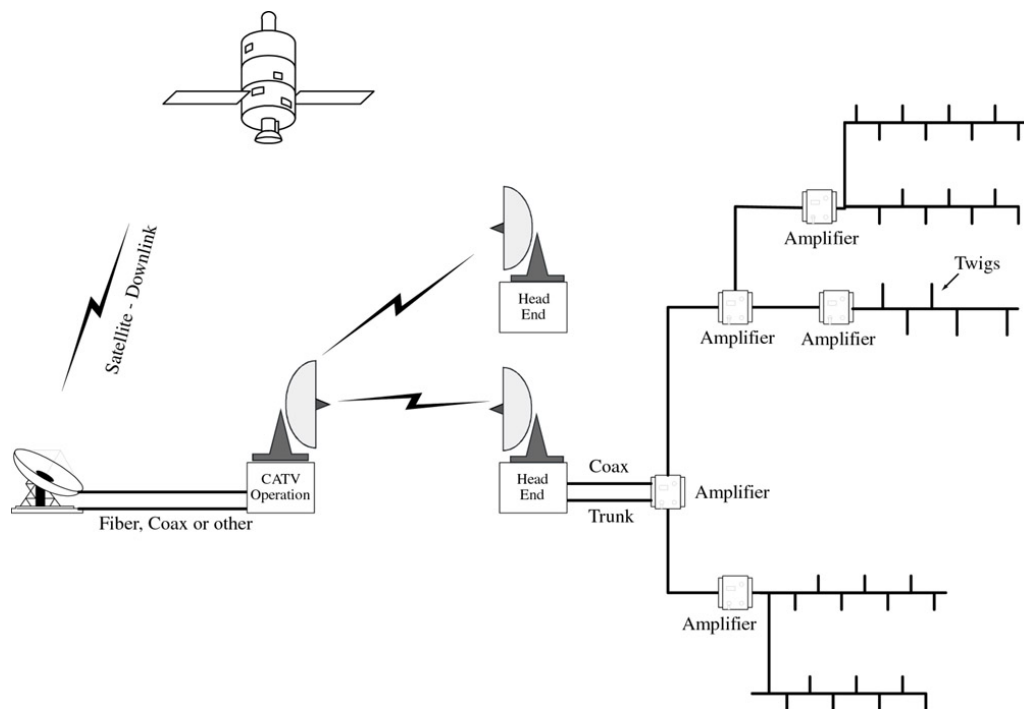 Satellite - Downlink
Fiber, Coax or other
CATV
Operation
Head
End
Head
End
Coax
Trunk
Amplifier
Amplifier
Amplifier
Amplifier
Twigs
Amplifier